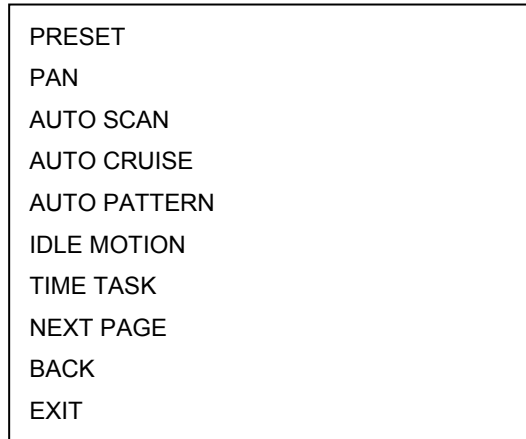 PRESET
PAN
AUTO SCAN
AUTO CRUISE
AUTO PATTERN
IDLE MOTION
TIME TASK
NEXT PAGE
BACK
EXIT